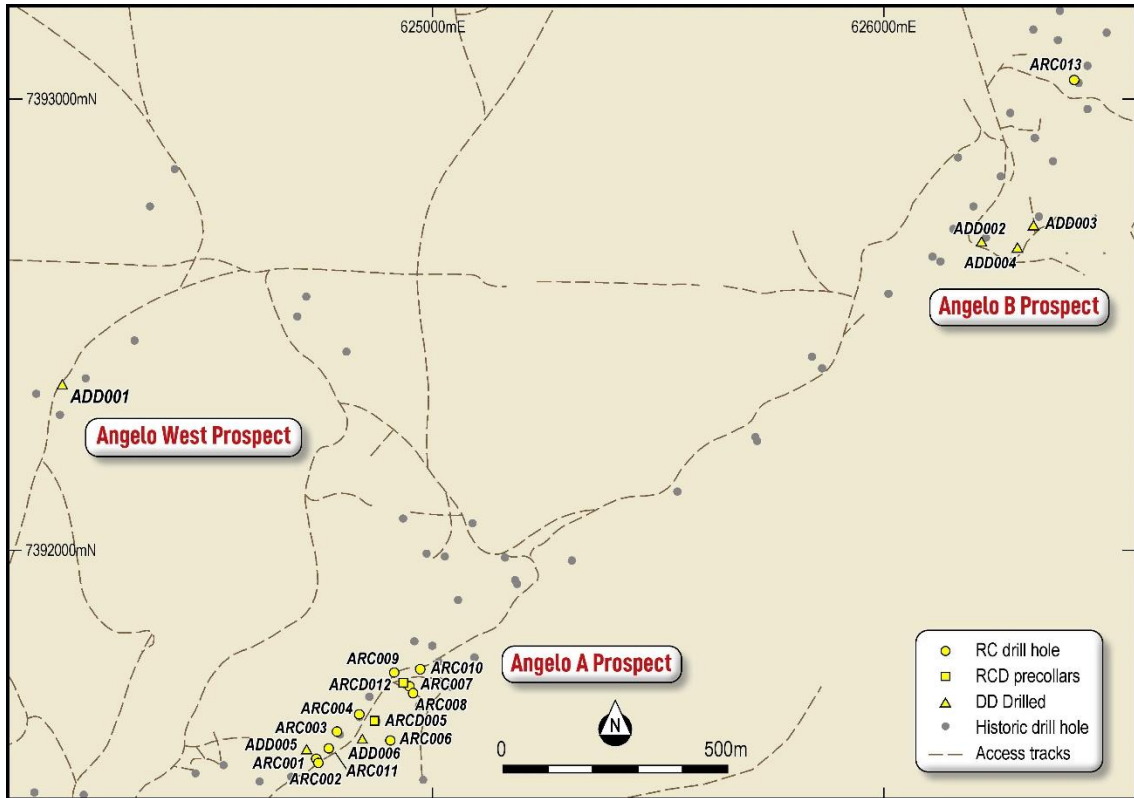 625000mE
626000mE
ARC013
7393000mN
ADD002
ADD003
ADD004
Angelo B Prospect
ADD001
Angelo West Prospect
7392000mN
ARC009
ARC010
Angelo A Prospect
ARCD012
ARC007
ARC008
ARC004
ARCD005
ARC003
ARC006
ADD005
ADD006
ARC001
ARC011
ARC002
N
0
500m
RC drill hole
RCD precollars
DD Drilled
Historic drill hole
Access tracks